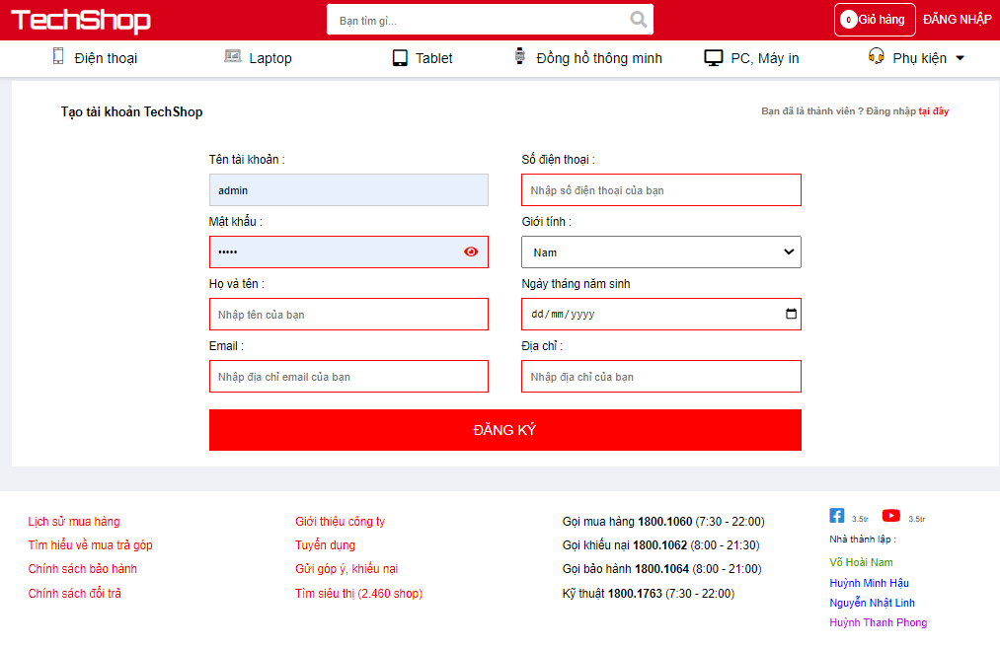 TechShop
Bạn tìm gì...
0 Giỏ hàng
ĐĂNG NHẬP
Điện thoại
Laptop
Tablet
Đồng hồ thông minh
PC, Máy in
Phụ kiện
Tạo tài khoản TechShop
Bạn đã là thành viên ? Đăng nhập tại đây
Tên tài khoản :
Số điện thoại :
admin
Nhập số điện thoại của bạn
Mật khẩu :
Giới tính :
•••••
Nam
Họ và tên :
Ngày tháng năm sinh
Nhập tên của bạn
dd/mm/yyyy
Email :
Địa chỉ :
Nhập địa chỉ email của bạn
Nhập địa chỉ của bạn
ĐĂNG KÝ
Lịch sử mua hàng
Tìm hiểu về mua trả góp
Chính sách bảo hành
Chính sách đổi trả
Giới thiệu công ty
Tuyển dụng
Gửi góp ý, khiếu nại
Tìm siêu thị (2.460 shop)
Gọi mua hàng 1800.1060 (7:30 - 22:00)
Gọi khiếu nại 1800.1062 (8:00 - 21:30)
Gọi bảo hành 1800.1064 (8:00 - 21:00)
Kỹ thuật 1800.1763 (7:30 - 22:00)
3.5tr 3.5tr
Nhà thành lập :
Võ Hoài Nam
Huỳnh Minh Hậu
Nguyễn Nhật Linh
Huỳnh Thanh Phong